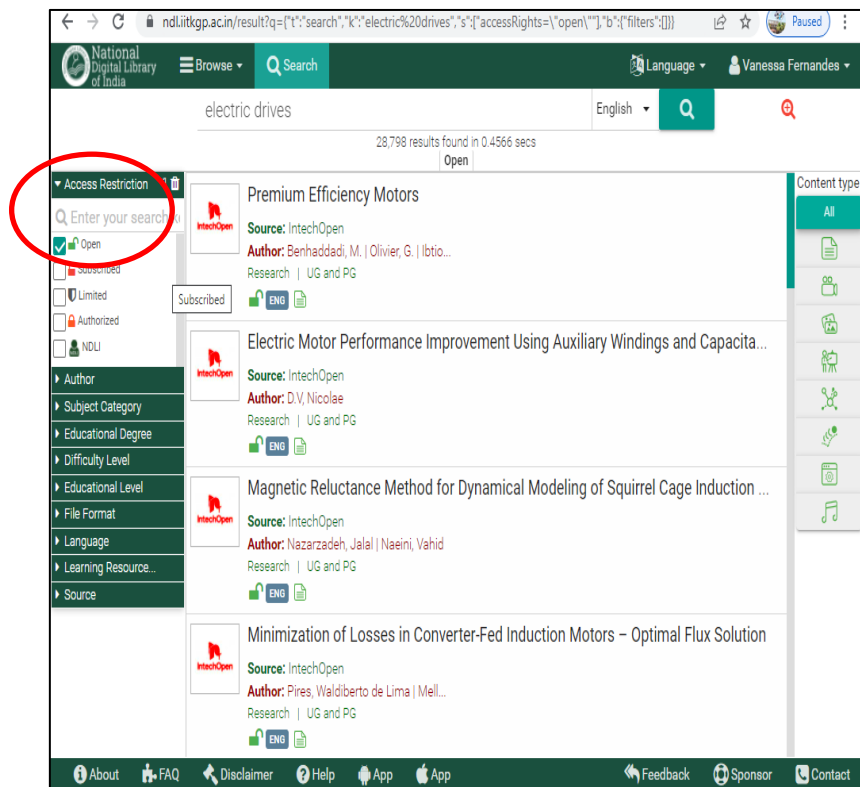 ndl.iitkgp.ac.in/result?q={"t":"search","k":"electric%20drives","s":["accessRights=\"open\""],"b":{"filters":[]}}
Paused
National
Digital Library
of India
Browse
Search
Language
Vanessa Fernandes
electric drives
English
28,798 results found in 0.4566 secs
Open
Access Restriction
Enter your search
Open
Subscribed
Limited
Authorized
NDLI
Subscribed
Author
Subject Category
Educational Degree
Difficulty Level
Educational Level
File Format
Language
Learning Resource...
Source
IntechOpen
Premium Efficiency Motors
Source: IntechOpen
Author: Benhaddadi, M. | Olivier, G. | Ibtio...
Research | UG and PG
ENG
IntechOpen
Electric Motor Performance Improvement Using Auxiliary Windings and Capacita...
Source: IntechOpen
Author: D.V, Nicolae
Research | UG and PG
ENG
IntechOpen
Magnetic Reluctance Method for Dynamical Modeling of Squirrel Cage Induction ...
Source: IntechOpen
Author: Nazarzadeh, Jalal | Naeini, Vahid
Research | UG and PG
ENG
IntechOpen
Minimization of Losses in Converter-Fed Induction Motors – Optimal Flux Solution
Source: IntechOpen
Author: Pires, Waldiberto de Lima | Mell...
Research | UG and PG
ENG
Content type
All
About
FAQ
Disclaimer
Help
App
App
Feedback
Sponsor
Contact